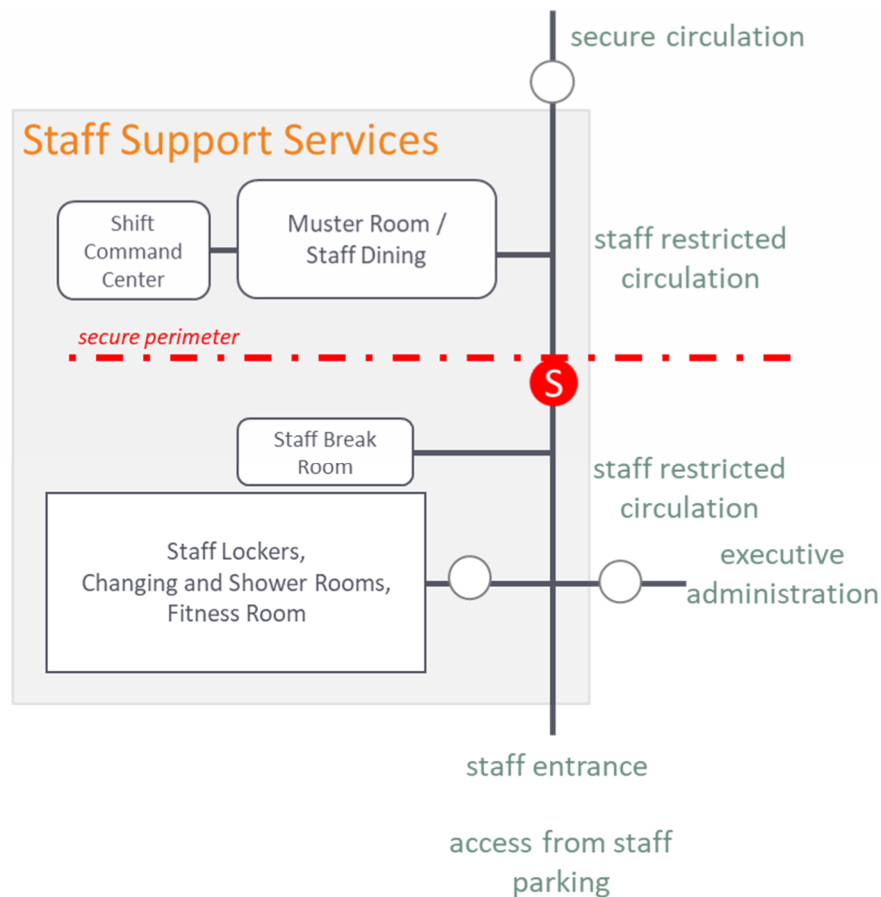 secure circulation
Staff Support Services
Shift
Command
Center
Muster Room /
Staff Dining
staff restricted
circulation
secure perimeter
S
Staff Break
Room
staff restricted
circulation
Staff Lockers,
Changing and Shower Rooms,
Fitness Room
executive
administration
staff entrance
access from staff
parking